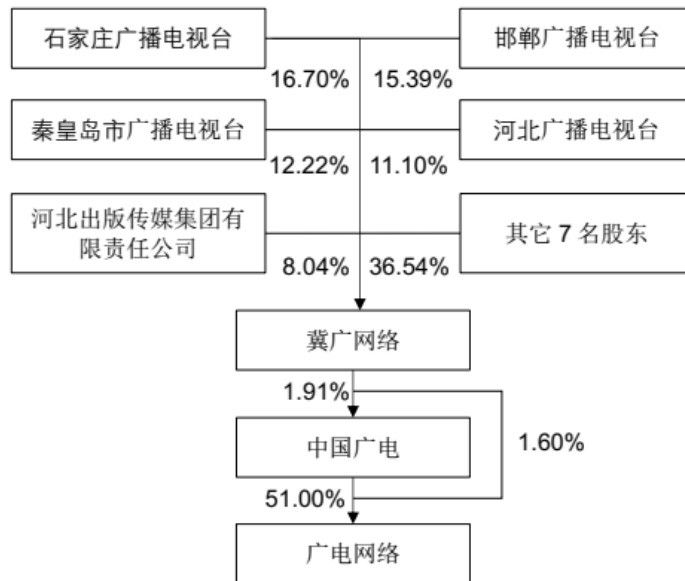 石家庄广播电视台
邯郸广播电视台
16.70%
15.39%
秦皇岛市广播电视台
河北广播电视台
12.22%
11.10%
河北出版传媒集团有
限责任公司
其它 7 名股东
8.04%
36.54%
冀广网络
1.91%
中国广电
1.60%
51.00%
广电网络